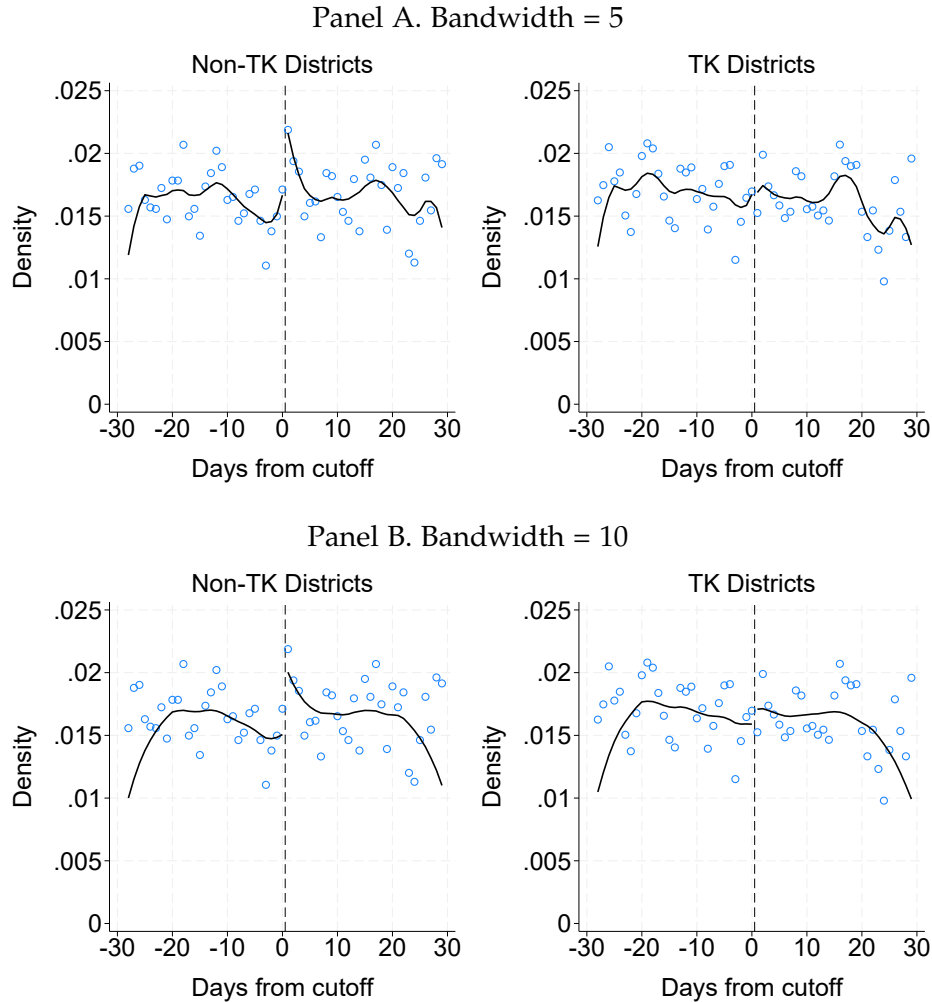 Panel A. Bandwidth = 5
Non-TK Districts
TK Districts
.025
.02
.015
.01
.005
0
Density
-30 -20 -10 0 10 20 30
Days from cutoff
.025
.02
.015
.01
.005
0
Density
-30 -20 -10 0 10 20 30
Days from cutoff
Panel B. Bandwidth = 10
Non-TK Districts
TK Districts
.025
.02
.015
.01
.005
0
Density
-30 -20 -10 0 10 20 30
Days from cutoff
.025
.02
.015
.01
.005
0
Density
-30 -20 -10 0 10 20 30
Days from cutoff